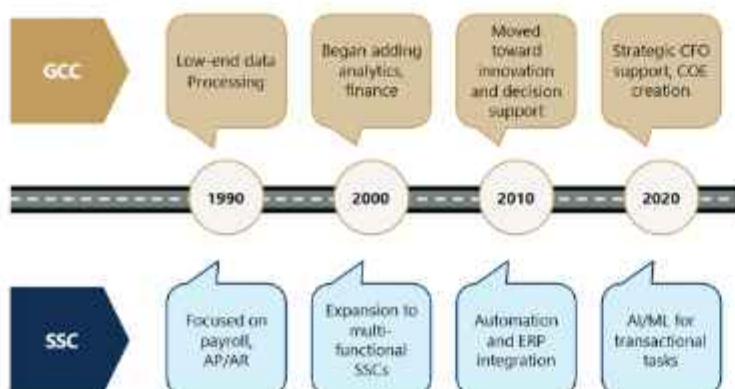 GCC
Low-end data
Processing
Began adding
analytics,
finance
Moved
toward
innovation
and decision
support
Strategic CFO
support, COE
creation
1990
2000
2010
2020
SSC
Focused on
payroll,
AP/AR
Expansion to
multi-
functional
SSCs
Automation
and ERP
integration
AI/ML for
transactional
tasks